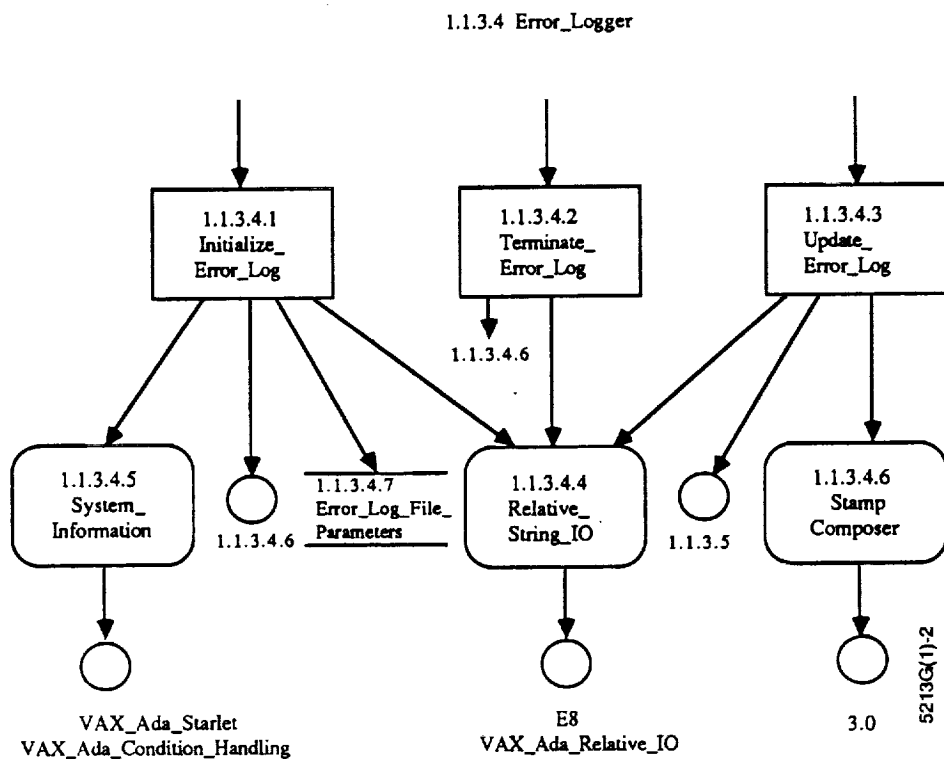 1.1.3.4 Error_Logger
1.1.3.4.1
Initialize_
Error_Log
1.1.3.4.2
Terminate_
Error_Log
1.1.3.4.3
Update_
Error_Log
1.1.3.4.6
1.1.3.4.5
System_
Information
1.1.3.4.6
1.1.3.4.7
Error_Log_File_
Parameters
1.1.3.4.4
Relative_
String_IO
1.1.3.5
1.1.3.4.6
Stamp
Composer
VAX_Ada_Starlet
VAX_Ada_Condition_Handling
E8
VAX_Ada_Relative_IO
3.0
5213G(1)-2